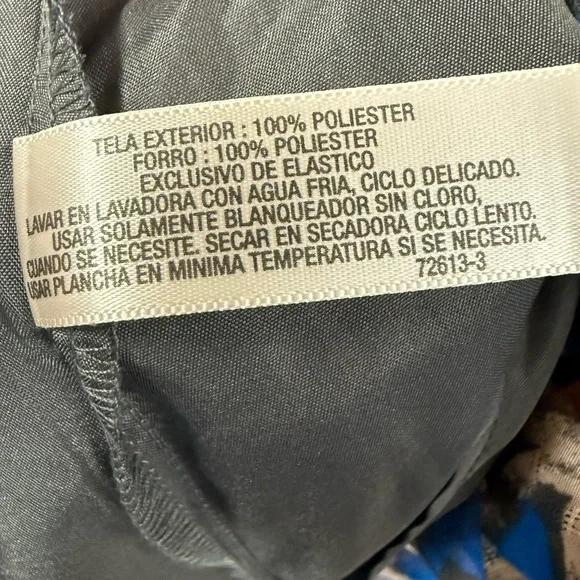 TELA EXTERIOR : 100% POLIESTER
FORRO : 100% POLIESTER
EXCLUSIVO DE ELASTICO
LAVAR EN LAVADORA CON AGUA FRIA, CICLO DELICADO.
USAR SOLAMENTE BLANQUEADOR SIN CLORO,
CUANDO SE NECESITE. SECAR EN SECADORA CICLO LENTO.
USAR PLANCHA EN MINIMA TEMPERATURA SI SE NECESITA.
72613-3